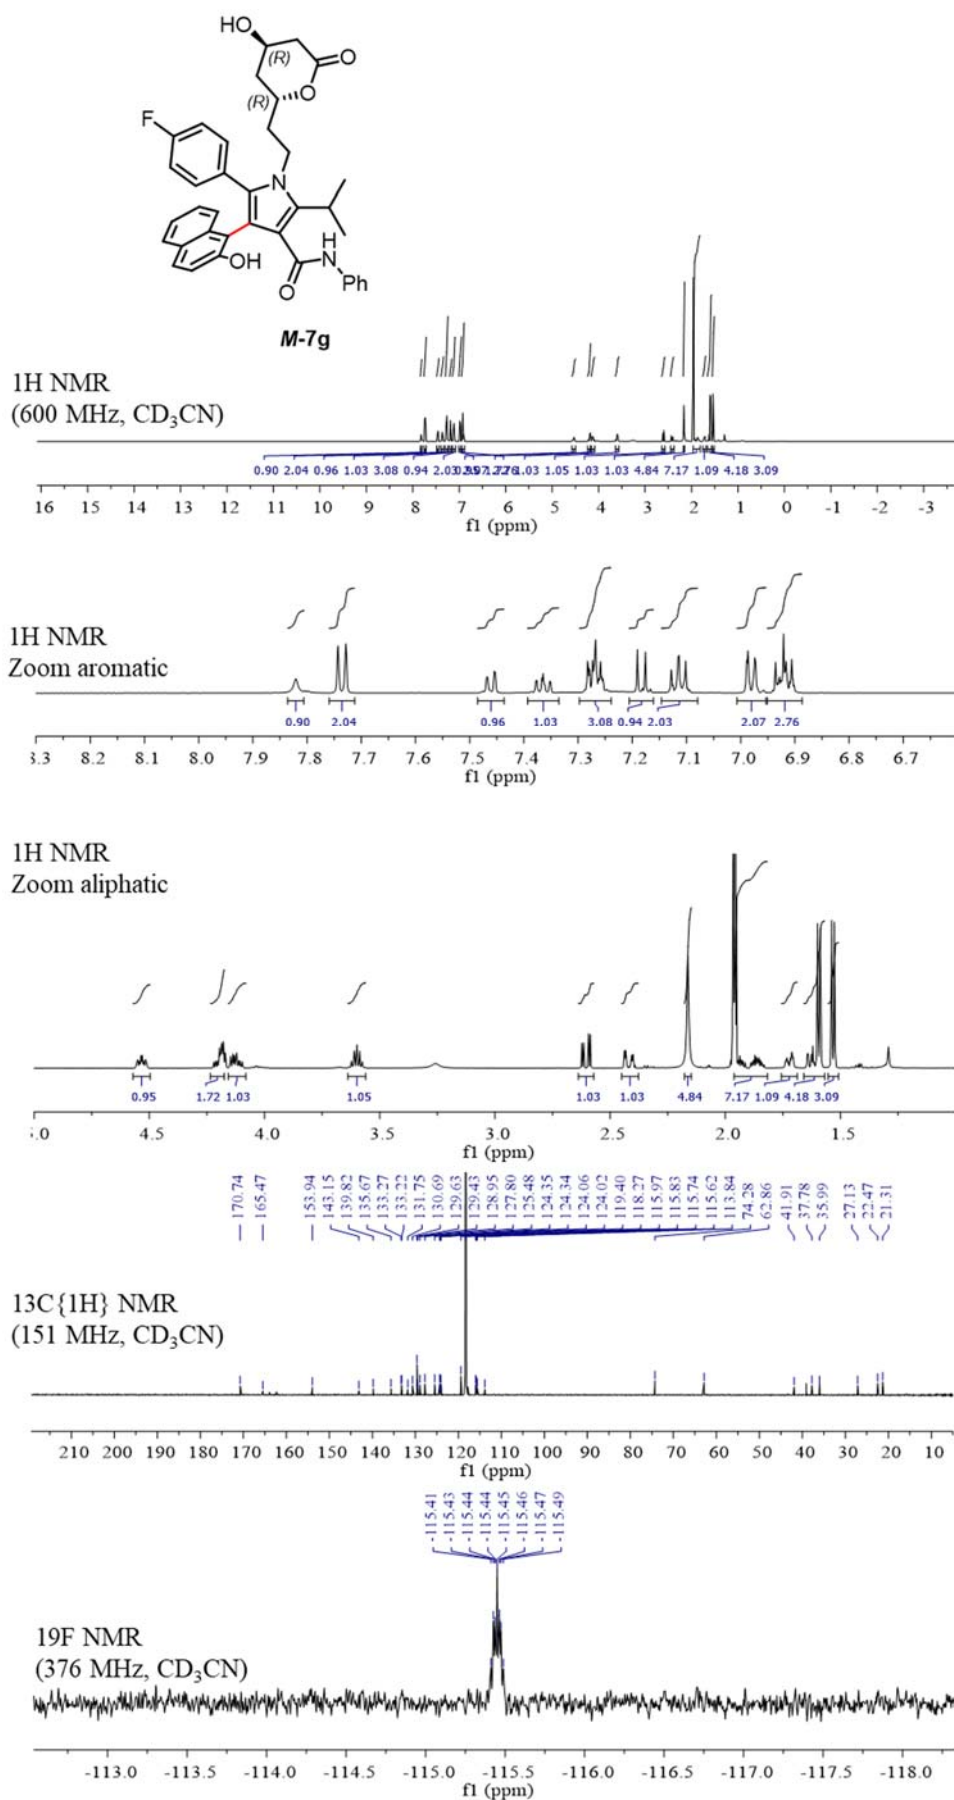 HO
(R)
O
(R)
O
F
N
H
N
OH
Ph
O
M-7g
1H NMR
(600 MHz, CD3CN)
0.90 2.04 0.96 1.03 3.08 0.94 2.03 1.03 1.05 1.03 1.03 4.84 7.17 1.09 4.18 3.09
16 15 14 13 12 11 10 9 8 7 6 5 4 3 2 1 0 -1 -2 -3
f1 (ppm)
1H NMR
Zoom aromatic
0.90 2.04 0.96 1.03 3.08 0.94 2.03 2.07 2.76
8.2 8.1 8.0 7.9 7.8 7.7 7.6 7.5 7.4 7.3 7.2 7.1 7.0 6.9 6.8 6.7
f1 (ppm)
1H NMR
Zoom aliphatic
0.95 1.72 1.03 1.05 1.03 1.03 4.84 7.17 1.09 4.18 3.09
4.5 4.0 3.5 3.0 2.5 2.0 1.5
f1 (ppm)
170.74 165.47 153.94 143.15 139.82 135.67 133.27 133.22 131.75 130.69 129.63 129.43 128.95 127.80 125.48 124.35 124.34 124.06 124.02 119.40 118.27 115.97 115.83 115.74 115.62 113.84 74.28 62.86 41.91 37.78 35.99 27.13 22.47 21.31
13C{1H} NMR
(151 MHz, CD3CN)
210 200 190 180 170 160 150 140 130 120 110 100 90 80 70 60 50 40 30 20 10
f1 (ppm)
-115.41 -115.43 -115.44 -115.44 -115.45 -115.46 -115.47 -115.49
19F NMR
(376 MHz, CD3CN)
-113.0 -113.5 -114.0 -114.5 -115.0 -115.5 -116.0 -116.5 -117.0 -117.5 -118.0
f1 (ppm)